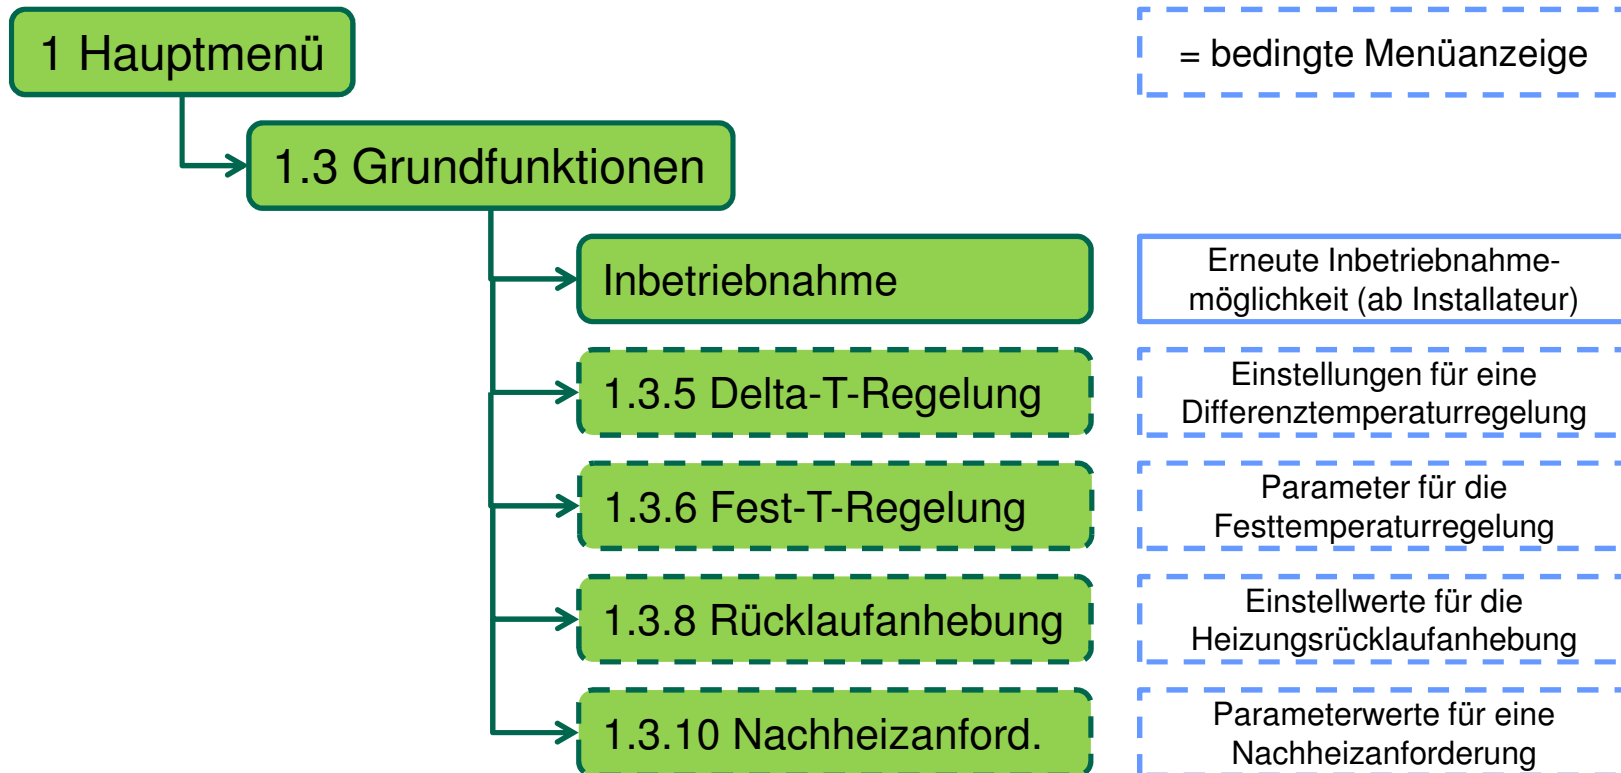 1 Hauptmenü
= bedingte Menüanzeige
1.3 Grundfunktionen
Inbetriebnahme
Erneute Inbetriebnahme-
möglichkeit (ab Installateur)
1.3.5 Delta-T-Regelung
Einstellungen für eine
Differenztemperaturregelung
1.3.6 Fest-T-Regelung
Parameter für die
Festtemperaturregelung
1.3.8 Rücklaufanhebung
Einstellwerte für die
Heizungsrücklaufanhebung
1.3.10 Nachheizanford.
Parameterwerte für eine
Nachheizanforderung